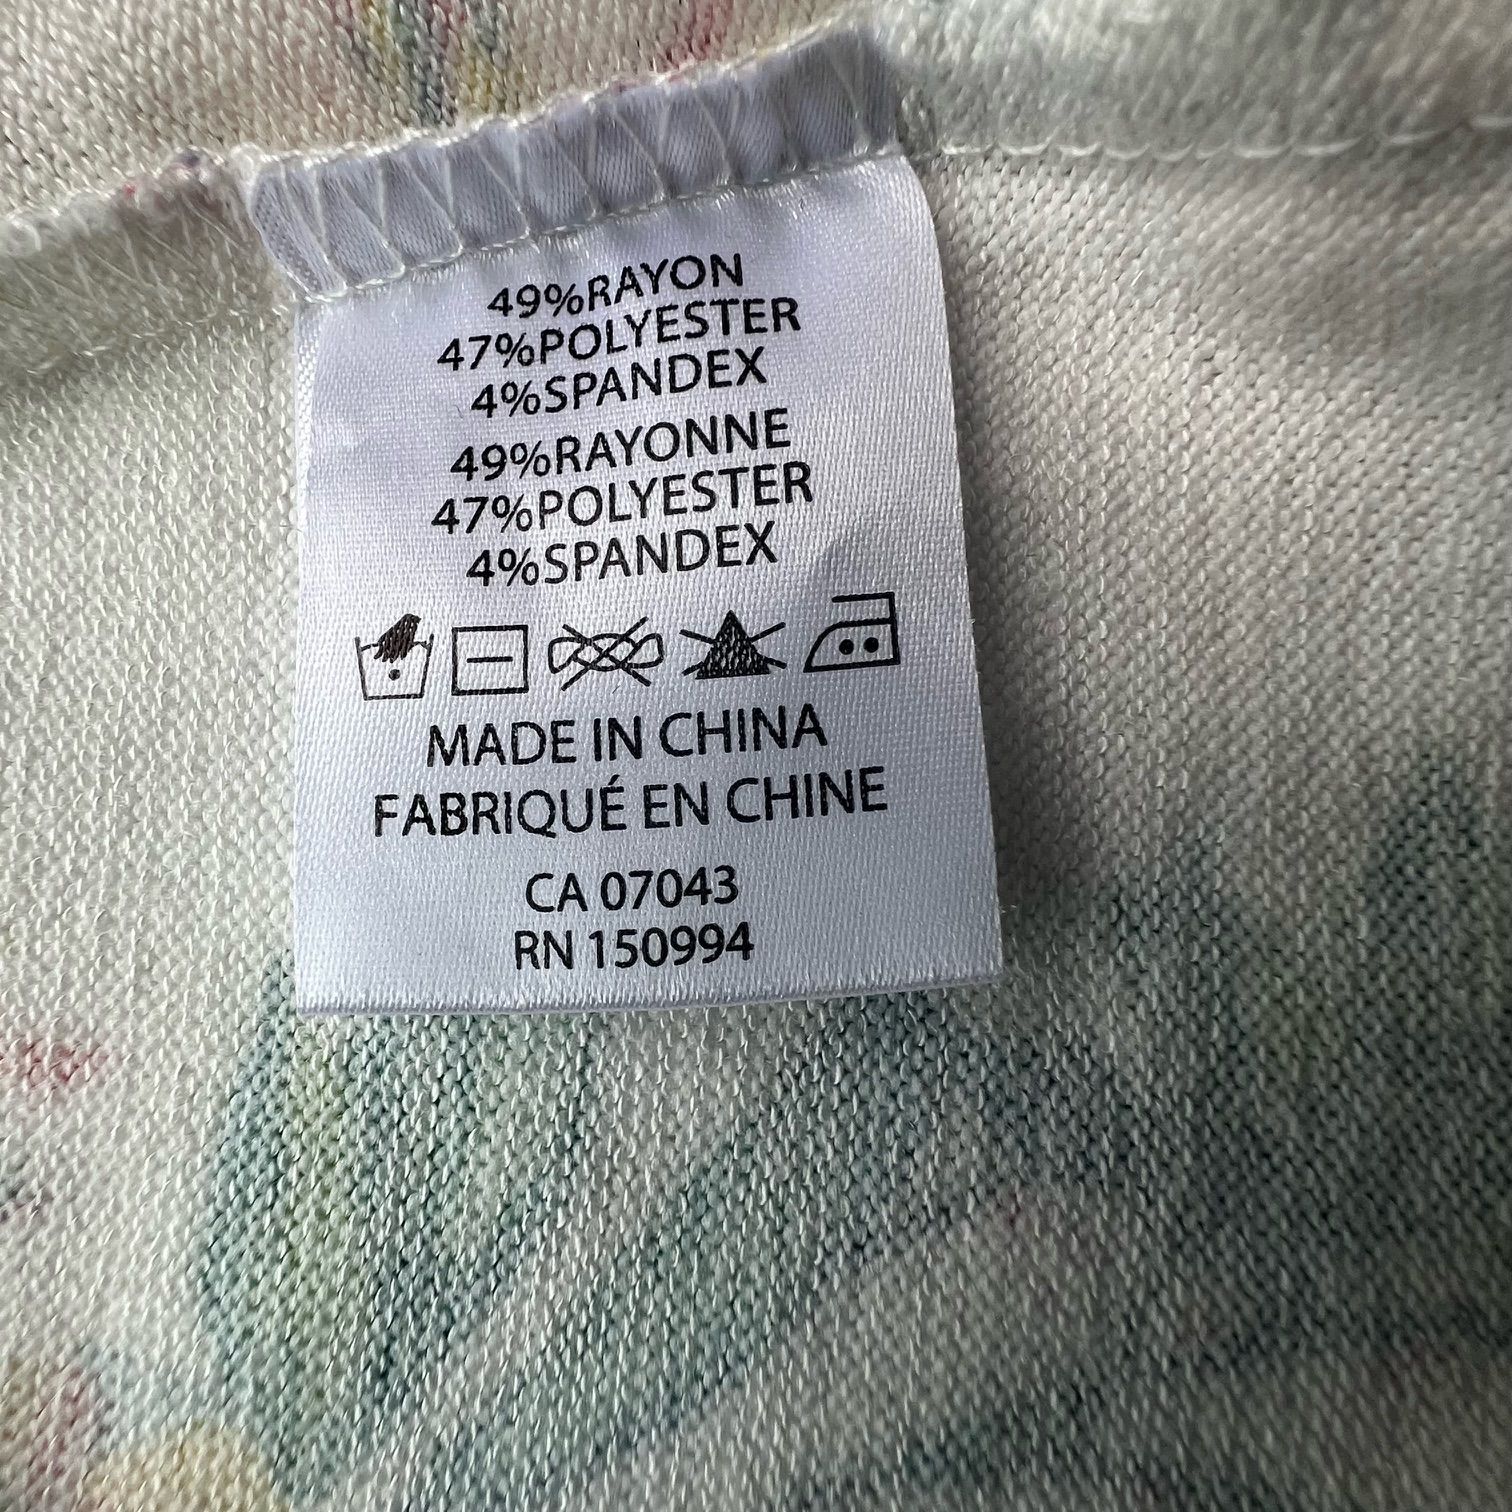 49%RAYON
47%POLYESTER
4%SPANDEX
49%RAYONNE
47%POLYESTER
4%SPANDEX
MADE IN CHINA
FABRIQUÉ EN CHINE
CA 07043
RN 150994